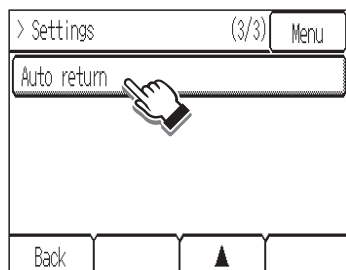 > Settings (3/3) Menu
Auto return
Back ▲